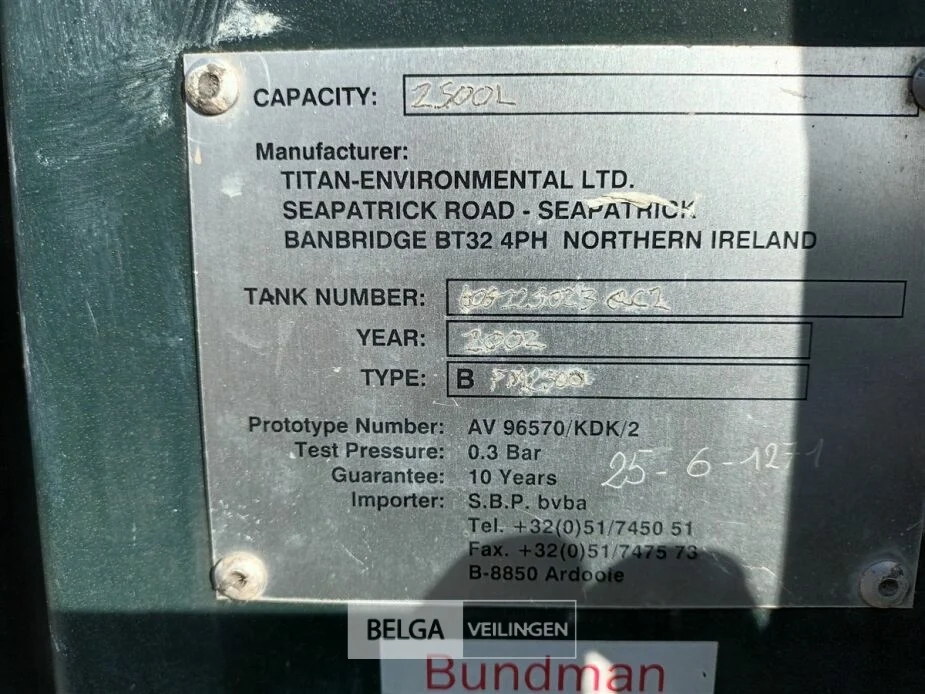 CAPACITY: 2500L
Manufacturer:
TITAN-ENVIRONMENTAL LTD.
SEAPATRICK ROAD - SEAPATRICK
BANBRIDGE BT32 4PH NORTHERN IRELAND
TANK NUMBER:
YEAR: 2002
TYPE: B
Prototype Number: AV 96570/KDK/2
Test Pressure: 0.3 Bar
Guarantee: 10 Years
Importer: S.B.P. bvba
Tel. +32(0)51/7450 51
Fax. +32(0)51/7475 73
B-8850 Ardooie
BELGA VEILINGEN
Bundman